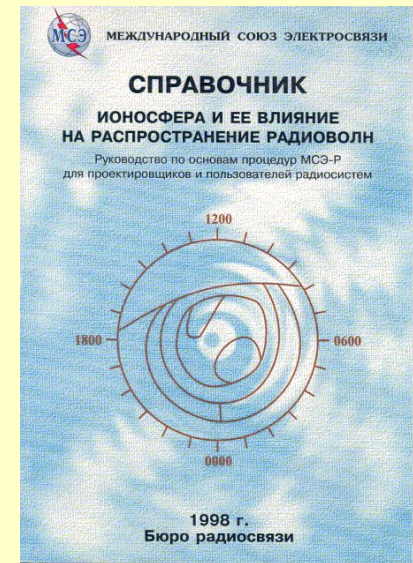 МСЭ
МЕЖДУНАРОДНЫЙ СОЮЗ ЭЛЕКТРОСВЯЗИ
СПРАВОЧНИК
ИОНОСФЕРА И ЕЕ ВЛИЯНИЕ
НА РАСПРОСТРАНЕНИЕ РАДИОВОЛН
Руководство по основам процедур МСЭ-Р
для проектировщиков и пользователей радиосистем
1200
1800
0600
0000
1998 г.
Бюро радиосвязи